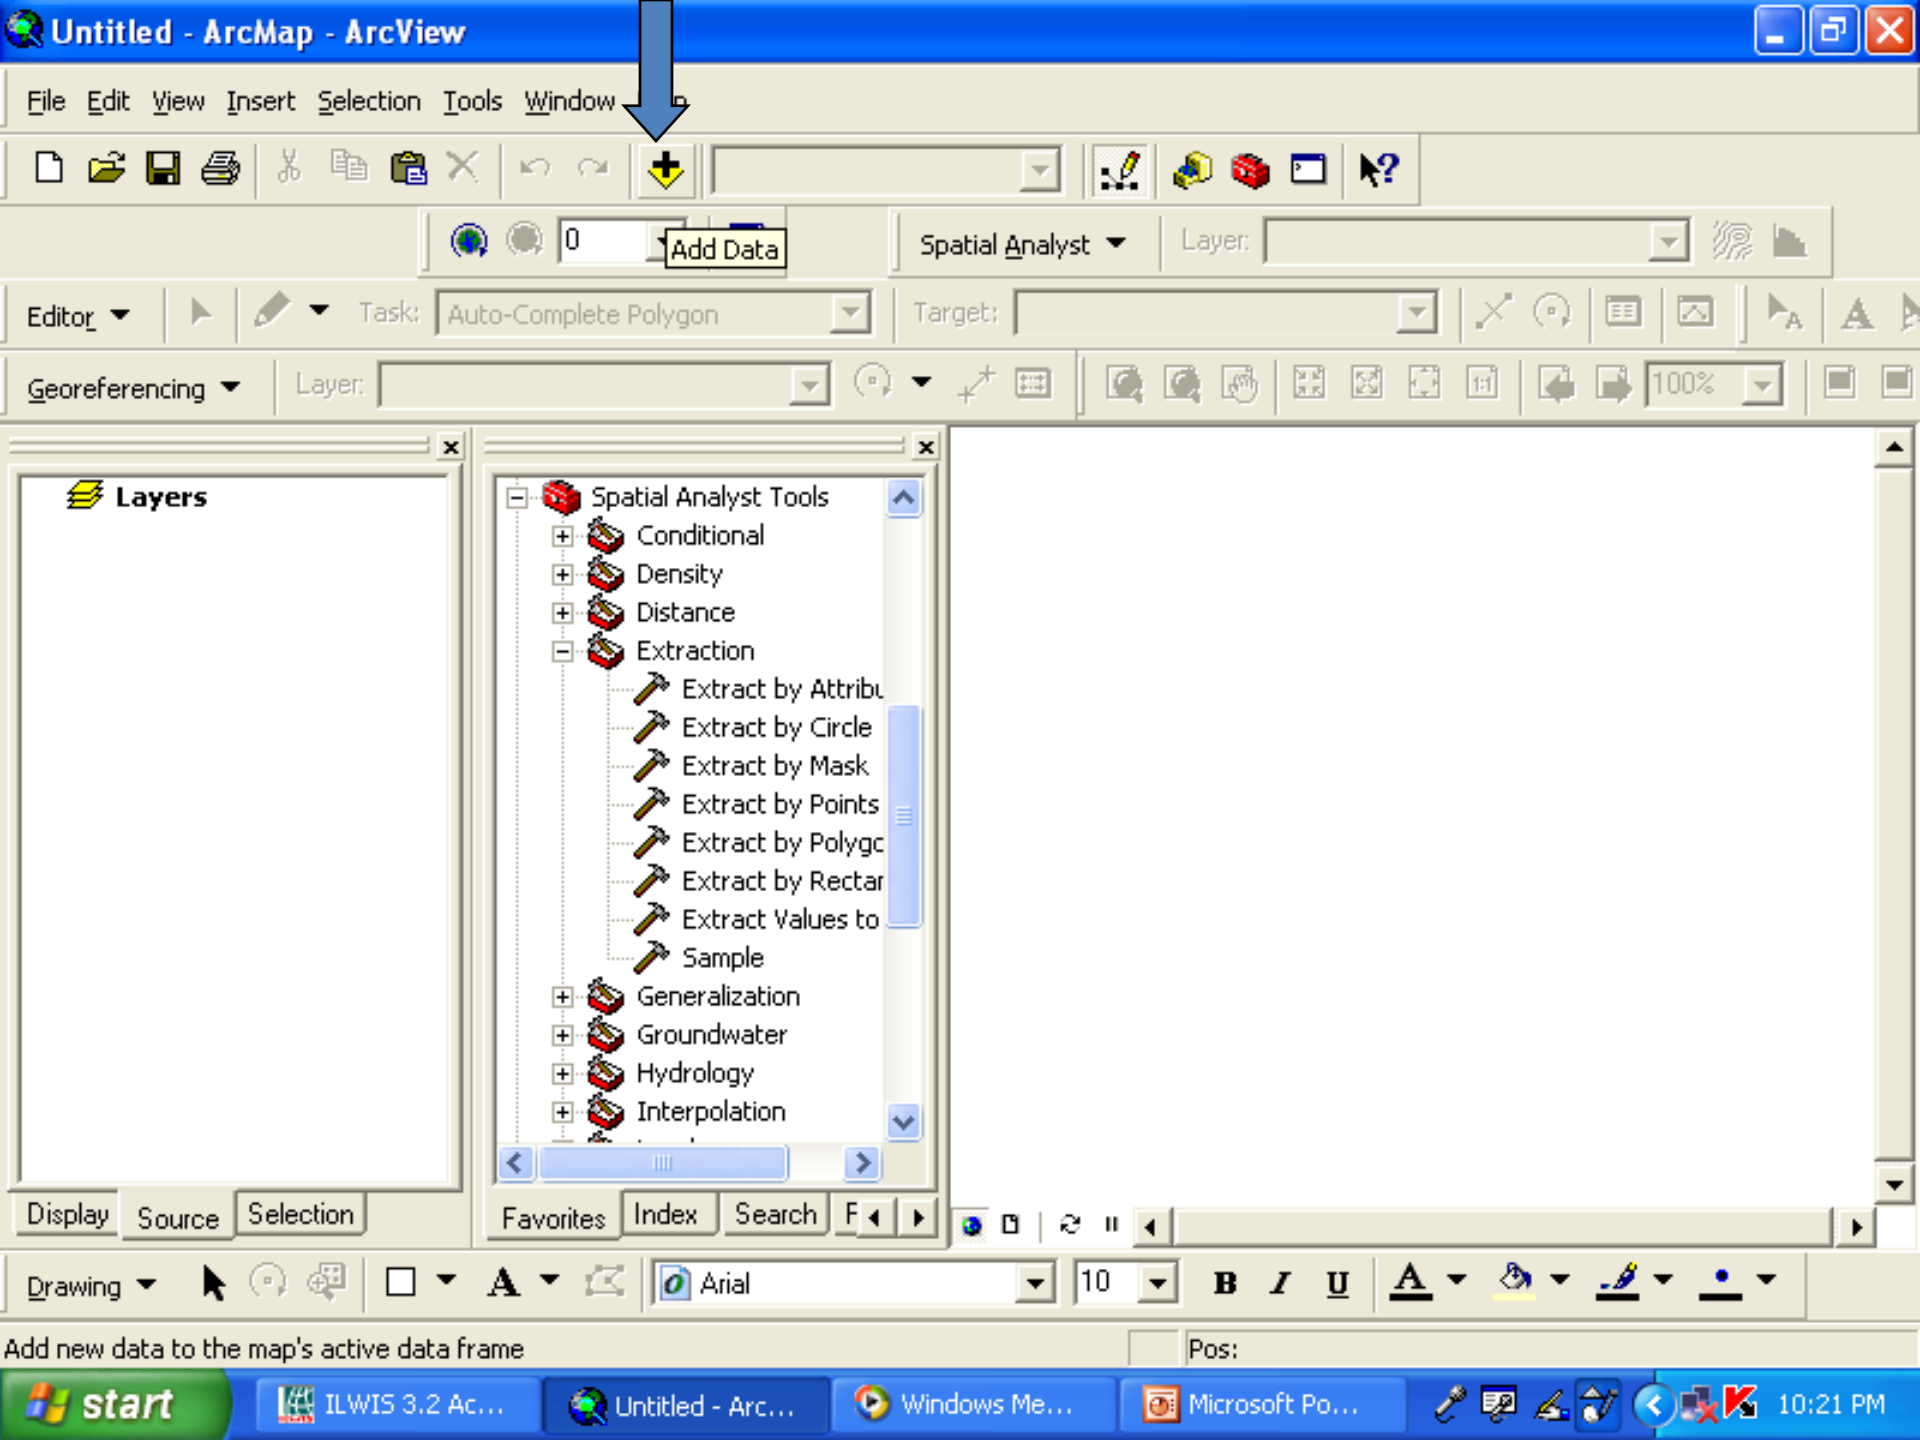 Untitled - ArcMap - ArcView
File Edit View Insert Selection Tools Window
0
Add Data
Spatial Analyst
Layer:
Editor
Task:
Auto-Complete Polygon
Target:
A
Georeferencing
Layer:
1:1
100%
Layers
Spatial Analyst Tools
Conditional
Density
Distance
Extraction
Extract by Attribu
Extract by Circle
Extract by Mask
Extract by Points
Extract by Polygo
Extract by Rectan
Extract Values to
Sample
Generalization
Groundwater
Hydrology
Interpolation
Display Source Selection
Favorites Index Search F
Drawing A Arial 10 B I U A
Add new data to the map's active data frame
Pos:
start ILWIS 3.2 Ac... Untitled - Arc... Windows Me... Microsoft Po... 10:21 PM